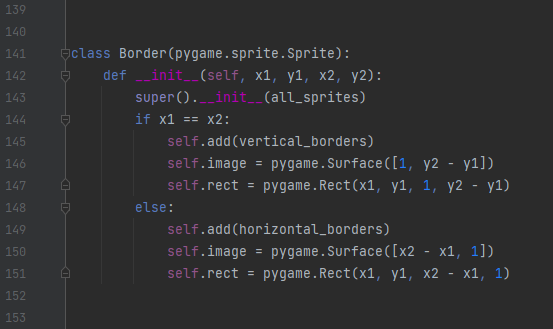 139
140
141 class Border(pygame.sprite.Sprite):
142     def __init__(self, x1, y1, x2, y2):
143         super().__init__(all_sprites)
144         if x1 == x2:
145             self.add(vertical_borders)
146             self.image = pygame.Surface([1, y2 - y1])
147             self.rect = pygame.Rect(x1, y1, 1, y2 - y1)
148         else:
149             self.add(horizontal_borders)
150             self.image = pygame.Surface([x2 - x1, 1])
151             self.rect = pygame.Rect(x1, y1, x2 - x1, 1)
152
153